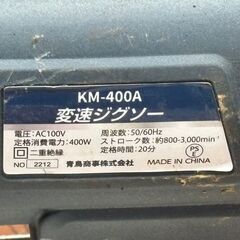 KM-400A
変速ジグソー
電圧:AC100V 周波数:50/60Hz
定格消費電力:400W ストローク数:約800-3,000min⁻¹
二重絶縁 定格時間:20分
NO 2212 青鳥商事株式会社 MADE IN CHINA
PS E